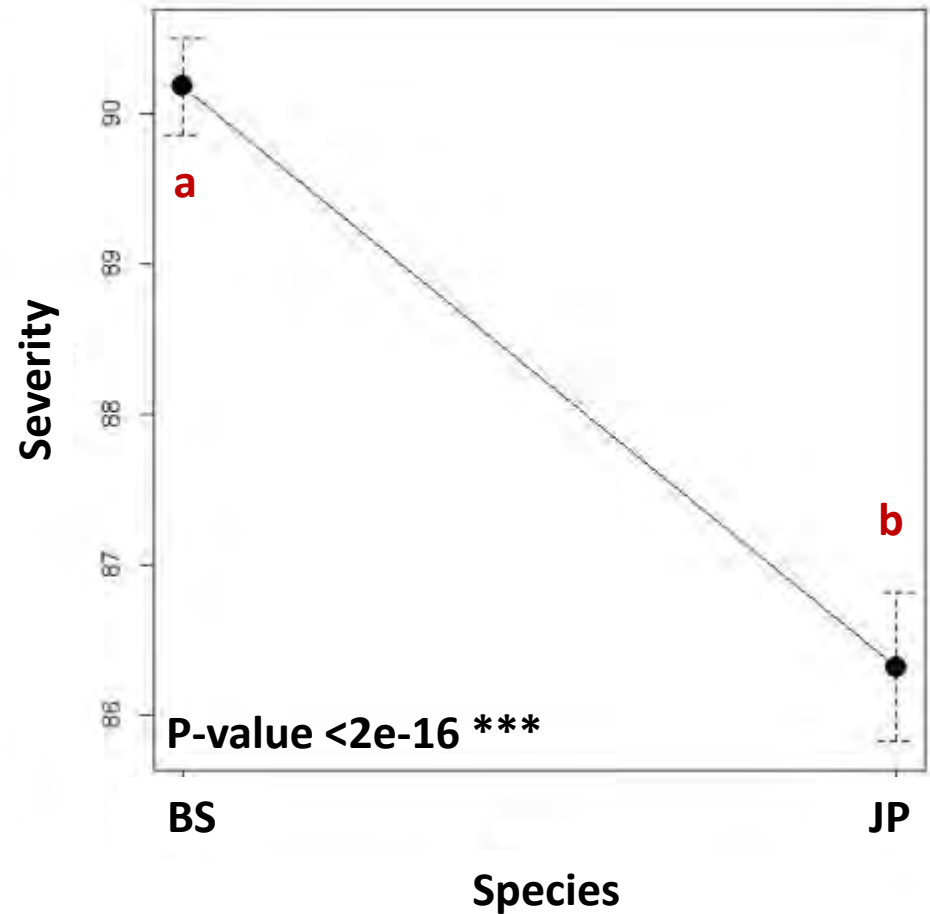 Severity
90
89
88
87
86
a
b
P-value <2e-16 ***
BS
JP
Species